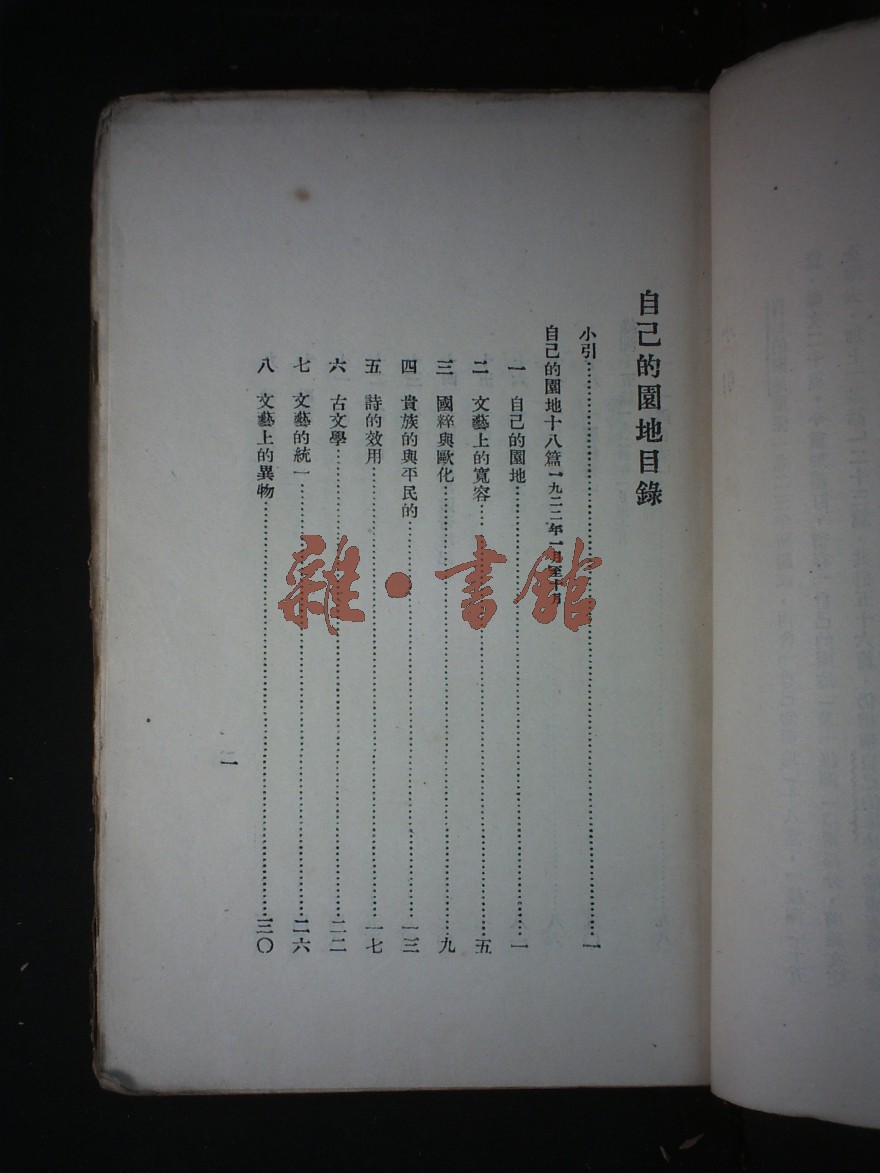 自己的園地目錄
小引……一
自己的園地十八篇一九二二年一月至十月
一 自己的園地……一
二 文藝上的寬容……五
三 國粹與歐化……九
四 貴族的與平民的……一三
五 詩的效用……一七
六 古文學……二二
七 文藝的統一……二六
八 文藝上的異物……三〇
一
雜·書館